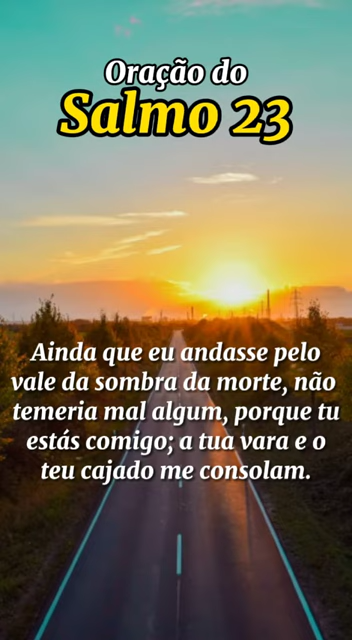 Oração do
Salmo 23
Ainda que eu andasse pelo
vale da sombra da morte, não
temeria mal algum, porque tu
estás comigo; a tua vara e o
teu cajado me consolam.